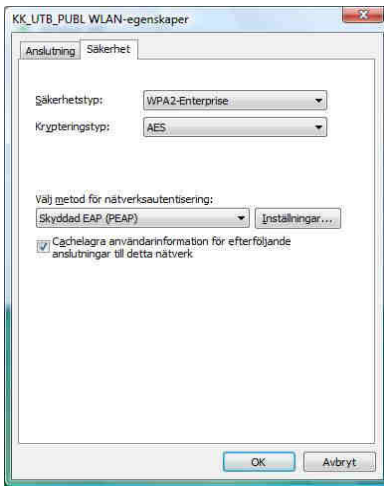 KK_UTB_PUBL WLAN-egenskaper
Anslutning Säkerhet
Säkerhetstyp: WPA2-Enterprise
Krypteringstyp: AES
Välj metod för nätverksautentisering:
Skyddad EAP (PEAP) Inställningar...
Cachelagra användarinformation för efterföljande
anslutningar till detta nätverk
OK Avbryt